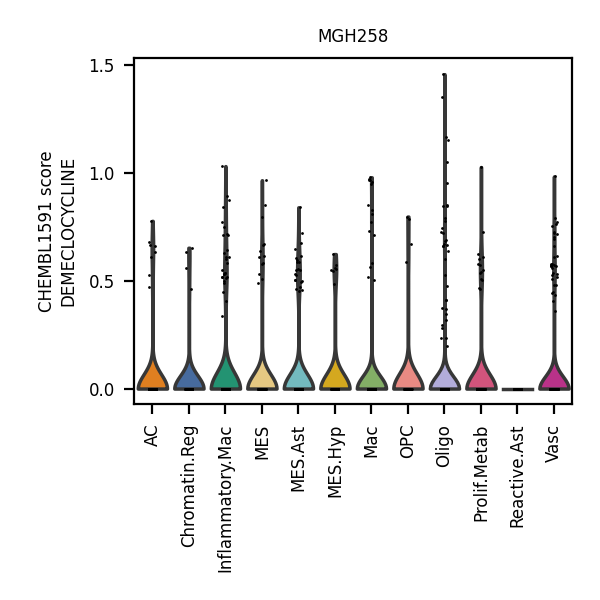 MGH258
CHEMBL1591 score
DEMECLOCYCLINE
1.5
1.0
0.5
0.0
AC
Chromatin.Reg
Inflammatory.Mac
MES
MES.Ast
MES.Hyp
Mac
OPC
Oligo
Prolif.Metab
Reactive.Ast
Vasc